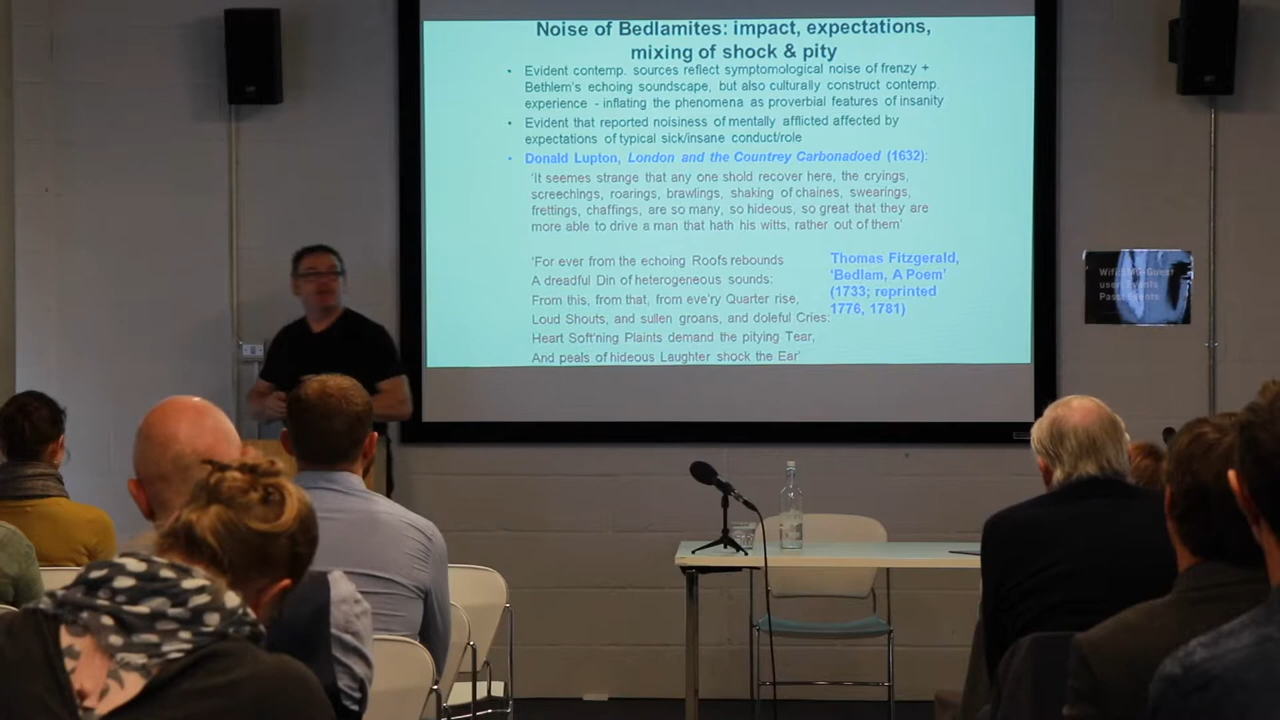 Noise of Bedlamites: impact, expectations,
mixing of shock & pity
• Evident contemp. sources reflect symptomological noise of frenzy +
Bethlem's echoing soundscape, but also culturally construct contemp.
experience - inflating the phenomena as proverbial features of insanity
• Evident that reported noisiness of mentally afflicted affected by
expectations of typical sick/insane conduct/role
• Donald Lupton, London and the Countrey Carbonadoed (1632):
'It seems strange that any one shold recover here, the cryings,
screechings, roarings, brawlings, shaking of chaines, swearings,
frettings, chaffings, are so many, so hideous, so great that they are
more able to drive a man that hath his witts, rather out of them'
'For ever from the echoing Roofs rebounds
A dreadful Din of heterogeneous sounds:
From this, from that, from eve'ry Quarter rise,
Loud Shouts, and sullen groans, and doleful Cries:
Heart Soft'ning Plaints demand the pitying Tear,
And peals of hideous Laughter shock the Ear'
Thomas Fitzgerald,
'Bedlam, A Poem'
(1733; reprinted
1776, 1781)
Guest
Events
Events